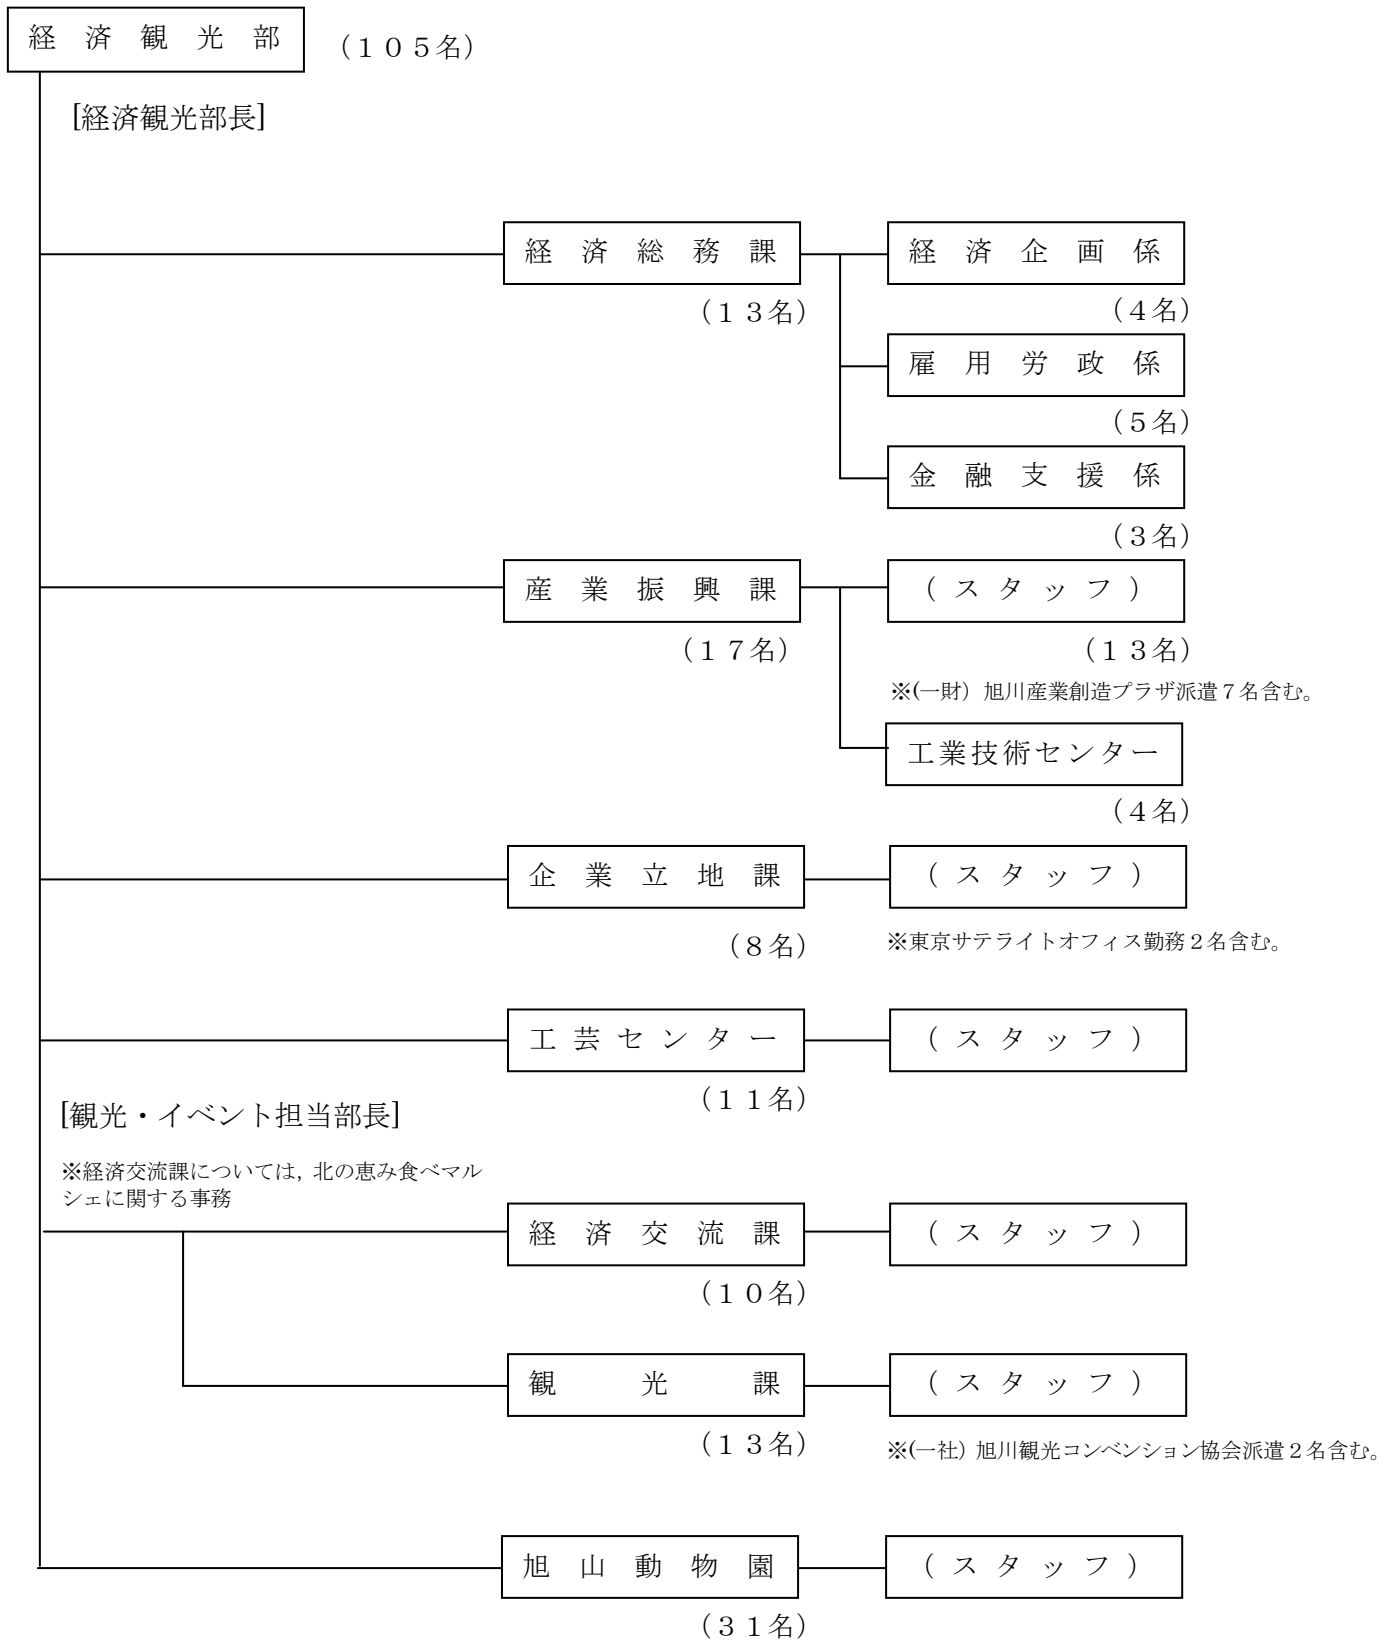 経済観光部 （１０５名）
[経済観光部長]
経済総務課 経済企画係
（１３名） （４名）
雇用労政係
（５名）
金融支援係
（３名）
産業振興課 （スタッフ）
（１７名） （１３名）
※(一財）旭川産業創造プラザ派遣７名含む。
工業技術センター
（４名）
企業立地課 （スタッフ）
（８名） ※東京サテライトオフィス勤務２名含む。
工芸センター （スタッフ）
（１１名）
[観光・イベント担当部長]
※経済交流課については，北の恵み食べマル
シェに関する事務
経済交流課 （スタッフ）
（１０名）
観光課 （スタッフ）
（１３名） ※(一社）旭川観光コンベンション協会派遣２名含む。
旭山動物園 （スタッフ）
（３１名）